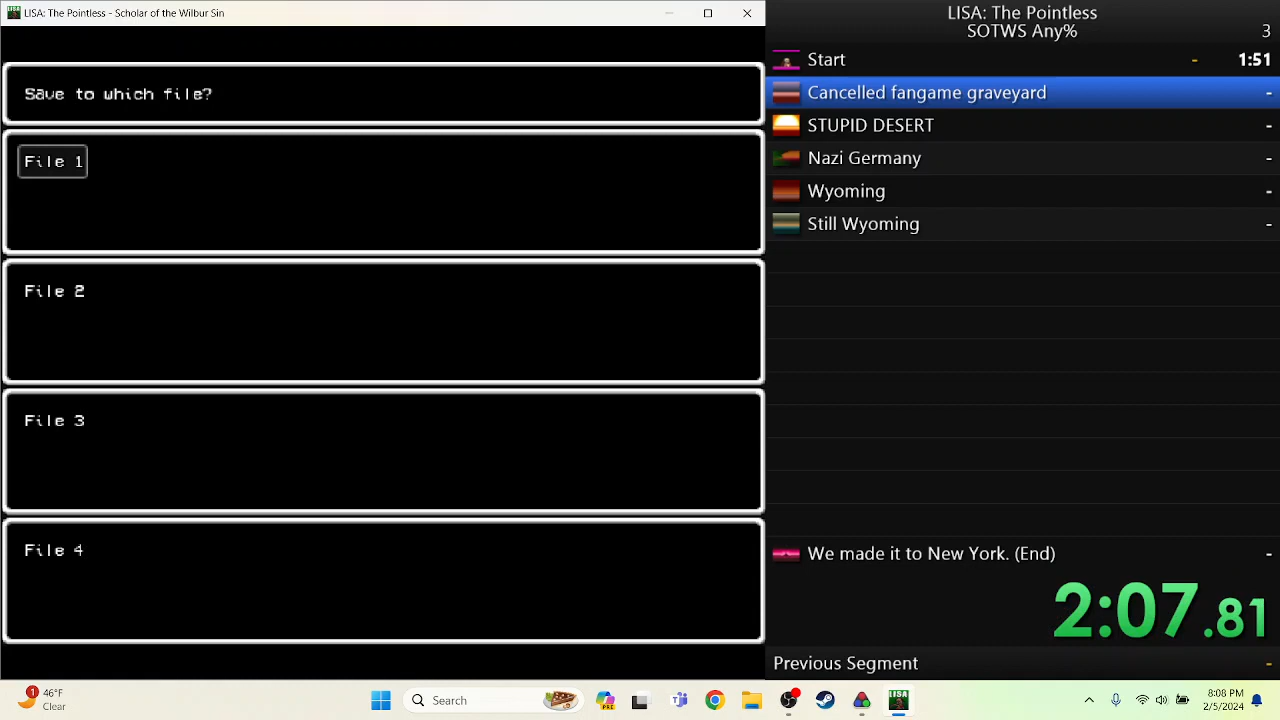 LISA: The Pointless - Scholar of the Wilbur Sin
Save to which file?
File 1
File 2
File 3
File 4
LISA: The Pointless
SOTWS Any%
3
Start - 1:51
Cancelled fangame graveyard -
STUPID DESERT -
Nazi Germany -
Wyoming -
Still Wyoming -
We made it to New York. (End) -
2:07.81
Previous Segment -
1
46°F
Clear
Search
PRE
LISA
8:08 PM
2/5/2024